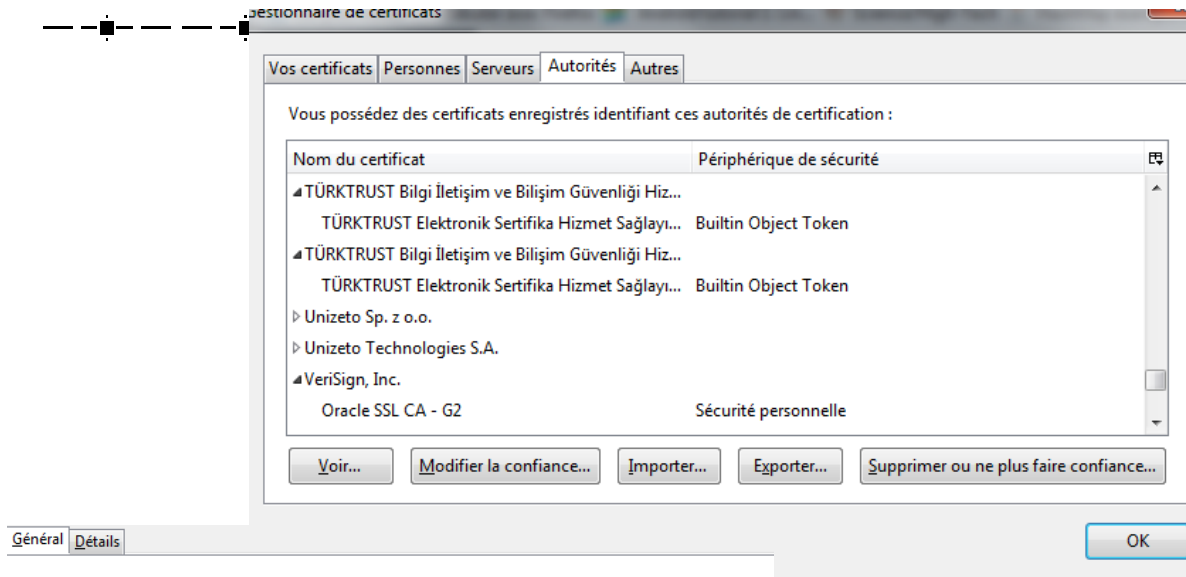 Gestionnaire de certificats
Vos certificats Personnes Serveurs Autorités Autres
Vous possédez des certificats enregistrés identifiant ces autorités de certification :
Nom du certificat Périphérique de sécurité
TÜRKTRUST Bilgi İletişim ve Bilişim Güvenliği Hiz...
TÜRKTRUST Elektronik Sertifika Hizmet Sağlayı... Builtin Object Token
TÜRKTRUST Bilgi İletişim ve Bilişim Güvenliği Hiz...
TÜRKTRUST Elektronik Sertifika Hizmet Sağlayı... Builtin Object Token
Unizeto Sp. z o.o.
Unizeto Technologies S.A.
VeriSign, Inc.
Oracle SSL CA - G2 Sécurité personnelle
Voir... Modifier la confiance... Importer... Exporter... Supprimer ou ne plus faire confiance...
Général Détails
OK